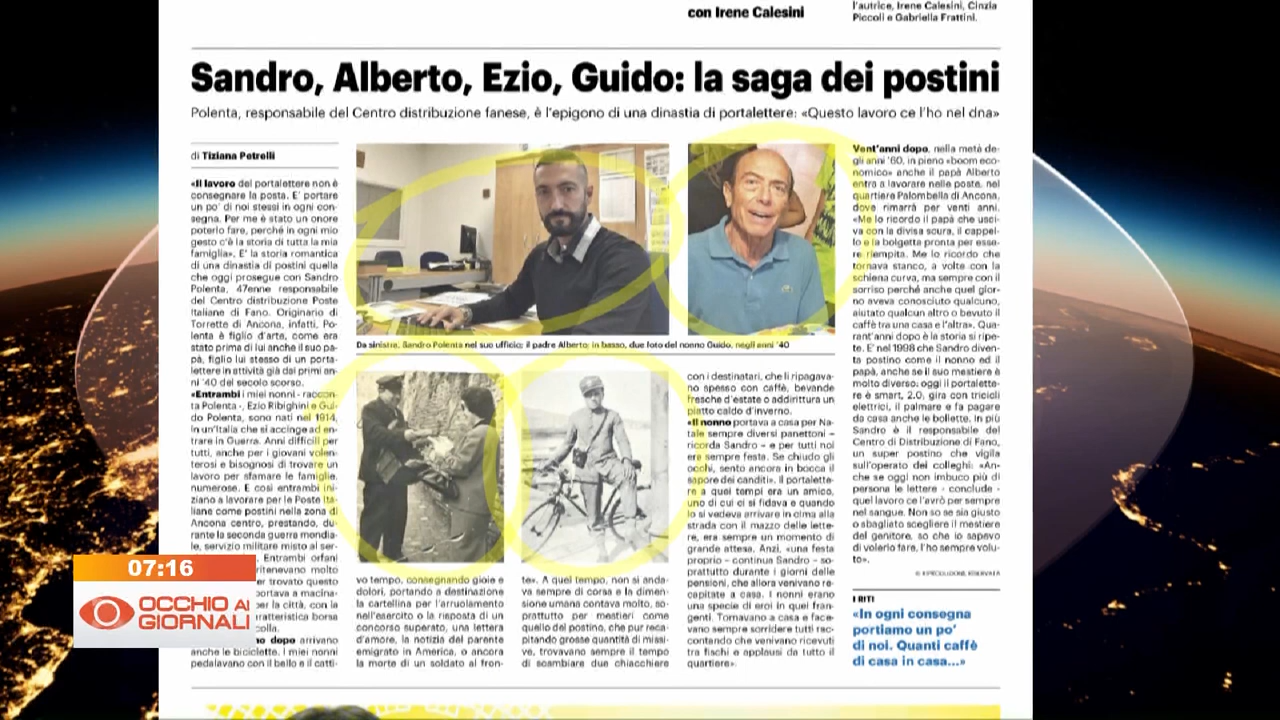 con Irene Calesini
l'autrice, Irene Calesini, Cinzia
Piccoli e Gabriella Frattini.
Sandro, Alberto, Ezio, Guido: la saga dei postini
Polenta, responsabile del Centro distribuzione fanese, è l'epigono di una dinastia di portalettere: «Questo lavoro ce l'ho nel dna»
di Tiziana Petrelli
«Il lavoro del portalettere non è
consegnare la posta. E' portare
un po' di noi stessi in ogni con-
segna. Per me è stato un onore
poterlo fare, perché in ogni mio
gesto c'è la storia di tutta la mia
famiglia». E' la storia romantica
di una dinastia di postini quella
che oggi prosegue con Sandro
Polenta, 47enne responsabile
del Centro distribuzione Poste
Italiane di Fano. Originario di
Torrette di Ancona, infatti, Po-
lenta è figlio d'arte, come era
stato prima di lui anche il suo pa-
pà, figlio lui stesso di un porta-
lettere in attività già dai primi an-
ni '40 del secolo scorso.
«Entrambi i miei nonni - raccon-
ta Polenta -, Ezio Ribighini e Gui-
do Polenta, sono nati nel 1914,
in un'Italia che si accinge ad en-
trare in Guerra. Anni difficili per
tutti, anche per i giovani volen-
terosi e bisognosi di trovare un
lavoro per sfamare le famiglie,
numerose. E così entrambi ini-
ziano a lavorare per le Poste Ita-
liane come postini nella zona di
Ancona centro, prestando, du-
rante la seconda guerra mondia-
le, servizio militare misto al ser-
Entrambi orfani
ritenevano molto
er trovato questo
portava a macina-
per la città, con la
aratteristica borsa
colla.
no dopo arrivano
anche le biciclette. I miei nonni
pedalavano con il bello e il catti-
Da sinistra, Sandro Polenta nel suo ufficio; il padre Alberto; in basso, due foto del nonno Guido, negli anni '40
vo tempo, consegnando gioie e
dolori, portando a destinazione
la cartellina per l'arruolamento
nell'esercito o la risposta di un
concorso superato, una lettera
d'amore, la notizia del parente
emigrato in America, o ancora
la morte di un soldato al fron-
te». A quel tempo, non si anda-
va sempre di corsa e la dimen-
sione umana contava molto, so-
prattutto per mestieri come
quello del postino, che pur reca-
pitando grosse quantità di missi-
ve, trovavano sempre il tempo
di scambiare due chiacchiere
con i destinatari, che li ripagava-
no spesso con caffè, bevande
fresche d'estate o addirittura un
piatto caldo d'inverno.
«Il nonno portava a casa per Na-
tale sempre diversi panettoni –
ricorda Sandro – e per tutti noi
era sempre festa. Se chiudo gli
occhi, sento ancora in bocca il
sapore dei canditi». Il portalette-
re a quei tempi era un amico,
uno di cui ci si fidava e quando
lo si vedeva arrivare in cima alla
strada con il mazzo delle lette-
re, era sempre un momento di
grande attesa. Anzi, «una festa
proprio – continua Sandro – so-
prattutto durante i giorni delle
pensioni, che allora venivano re-
capitate a casa. I nonni erano
una specie di eroi in quei fran-
genti. Tornavano a casa e face-
vano sempre sorridere tutti rac-
contando che venivano ricevuti
tra fischi e applausi da tutto il
quartiere».
Vent'anni dopo, nella metà de-
gli anni '60, in pieno «boom eco-
nomico» anche il papà Alberto
entra a lavorare nelle poste, nel
quartiere Palombella di Ancona,
dove rimarrà per venti anni.
«Me lo ricordo il papà che usci-
va con la divisa scura, il cappel-
lo e la bolgetta pronta per esse-
re riempita. Me lo ricordo che
tornava stanco, a volte con la
schiena curva, ma sempre con il
sorriso perché anche quel gior-
no aveva conosciuto qualcuno,
aiutato qualcun altro o bevuto il
caffè tra una casa e l'altra». Qua-
rant'anni dopo è la storia si ripe-
te. E' nel 1998 che Sandro diven-
ta postino come il nonno ed il
papà, anche se il suo mestiere è
molto diverso: oggi il portalette-
re è smart, 2.0, gira con tricicli
elettrici, il palmare e fa pagare
da casa anche le bollette. In più
Sandro è il responsabile del
Centro di Distribuzione di Fano,
un super postino che vigila
sull'operato dei colleghi: «An-
che se oggi non imbuco più di
persona le lettere - conclude -
quel lavoro ce l'avrò per sempre
nel sangue. Non so se sia giusto
o sbagliato scegliere il mestiere
del genitore, so che io sapevo
di volerlo fare, l'ho sempre volu-
to».
© RIPRODUZIONE RISERVATA
I RITI
«In ogni consegna
portiamo un po'
di noi. Quanti caffè
di casa in casa...»
07:16
OCCHIO AI
GIORNALI